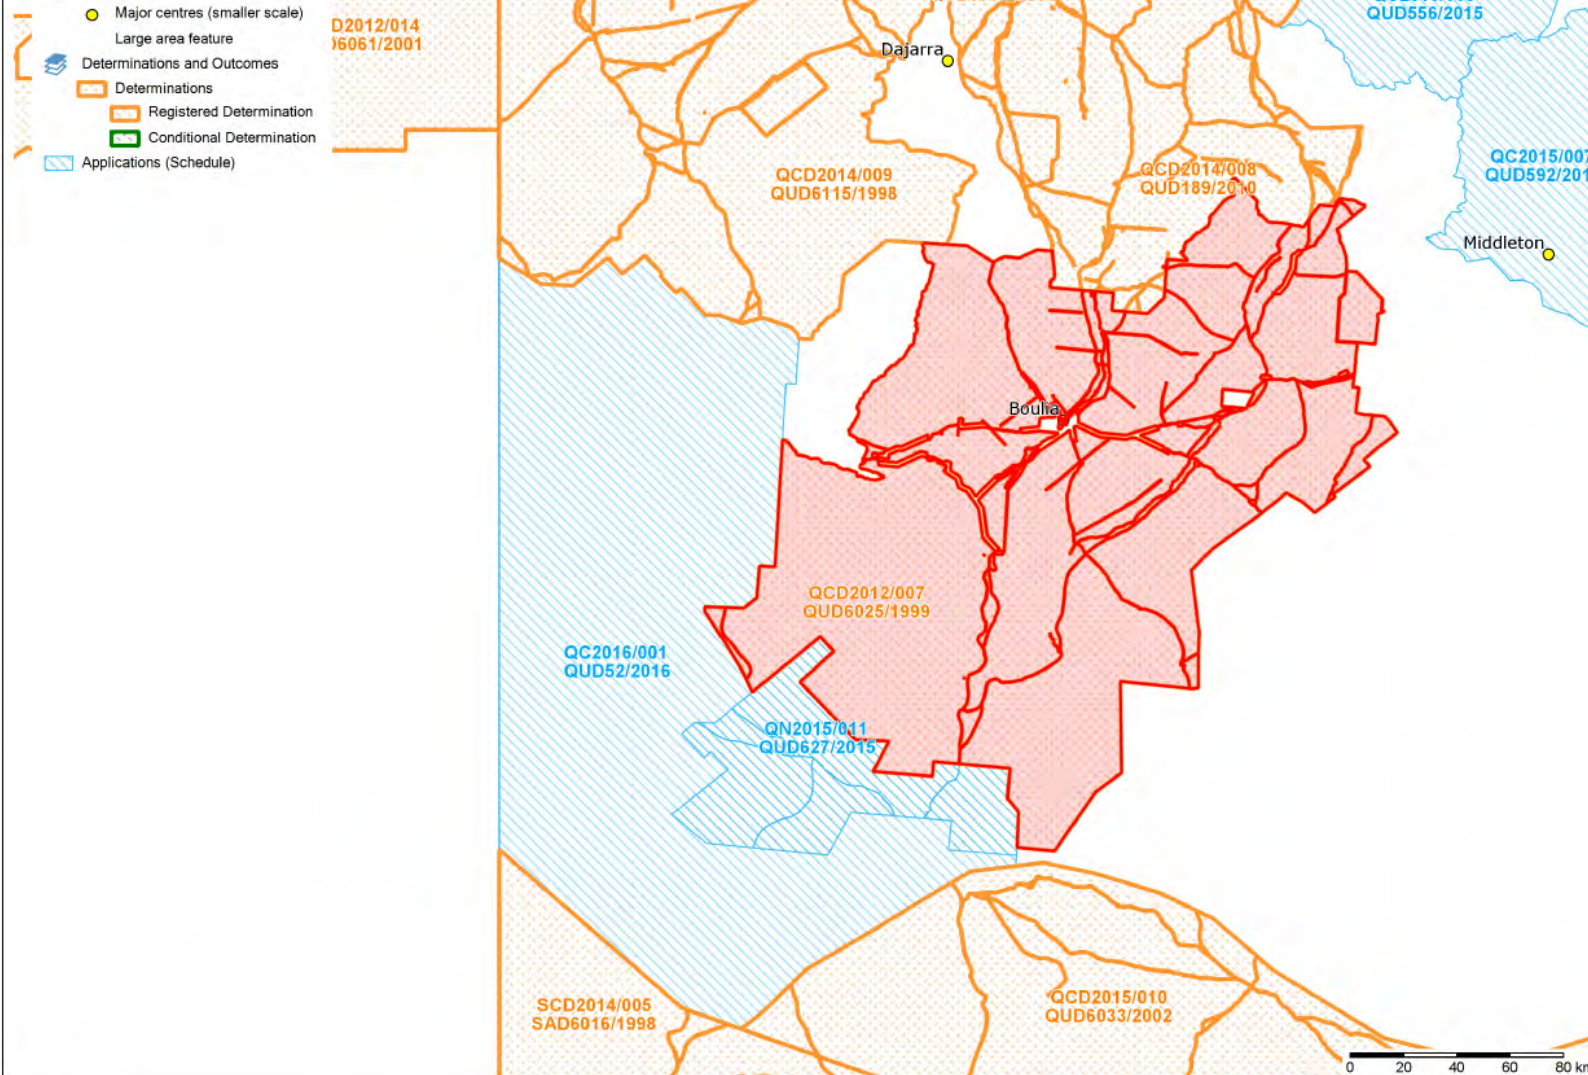 Major centres (smaller scale)
Large area feature
Determinations and Outcomes
Determinations
Registered Determination
Conditional Determination
Applications (Schedule)
D2012/014
6061/2001
QUD556/2015
Dajarra
QCD2014/009
QUD6115/1998
QCD2014/008
QUD189/2010
QC2015/007
QUD592/201
Middleton
Boulia
QCD2012/007
QUD6025/1999
QC2016/001
QUD52/2016
QN2015/011
QUD627/2015
SCD2014/005
SAD6016/1998
QCD2015/010
QUD6033/2002
0 20 40 60 80 km